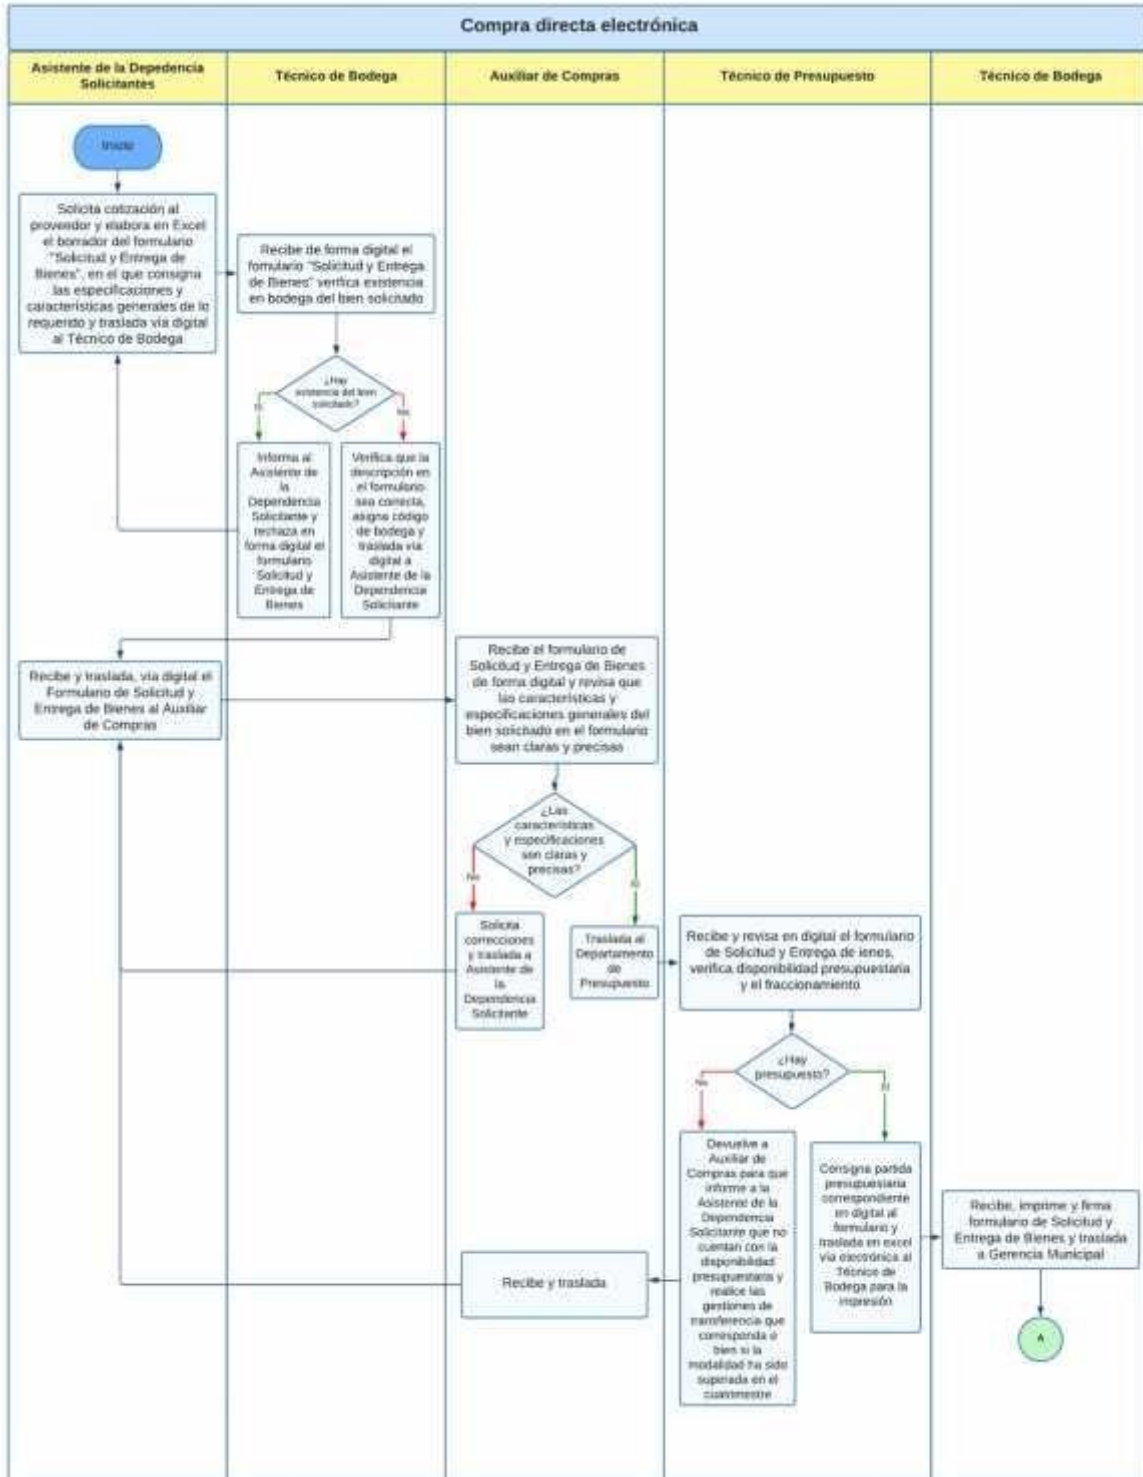 Compra directa electrónica
Asistente de la Depedencia
Solicitantes
Técnico de Bodega
Auxiliar de Compras
Técnico de Presupuesto
Técnico de Bodega
Inicio
Solicita cotización al
proveedor y elabora en Excel
el borrador del formulario
"Solicitud y Entrega de
Bienes", en el que consigna
las especificaciones y
características generales de lo
requerido y traslada vía digital
al Técnico de Bodega
Recibe de forma digital el
fomulario "Solicitud y Entrega
de Bienes" verifica existencia
en bodega del bien solicitado
¿Hay
existencia del bien
solicitado?
Si
No
Informa al
Asistente de
la
Dependencia
Solicitante y
rechaza en
forma digital el
formulario
Solicitud y
Entrega de
Bienes
Verifica que la
descripción en
el formulario
sea correcta,
asigna código
de bodega y
traslada vía
digital a
Asistente de la
Dependencia
Solicitante
Recibe y traslada, vía digital el
Formulario de Solicitud y
Entrega de Bienes al Auxiliar
de Compras
Recibe el formulario de
Solicitud y Entrega de Bienes
de forma digital y revisa que
las características y
especificaciones generales del
bien solicitado en el formulario
sean claras y precisas
¿Las
características
y especificaciones
son claras y
precisas?
No
Si
Solicita
correcciones
y traslada a
Asistente de
la
Dependencia
Solicitante
Traslada al
Departamento
de
Presupuesto
Recibe y revisa en digital el formulario
de Solicitud y Entrega de ienes,
verifica disponibilidad presupuestaria
y el fraccionamiento
¿Hay
presupuesto?
No
Si
Devuelve a
Auxiliar de
Compras para que
informe a la
Asistente de la
Dependencia
Solicitante que no
cuentan con la
disponibilidad
presupuestaria y
realice las
gestiones de
transferencia que
corresponda o
bien si la
modalidad ha sido
superada en el
cuatrimestre
Consigna partida
presupuestaria
correspondiente
en digital al
formulario y
traslada en excel
vía electrónica al
Técnico de
Bodega para la
impresión
Recibe, imprime y firma
formulario de Solicitud y
Entrega de Bienes y traslada
a Gerencia Municipal
Recibe y traslada
A